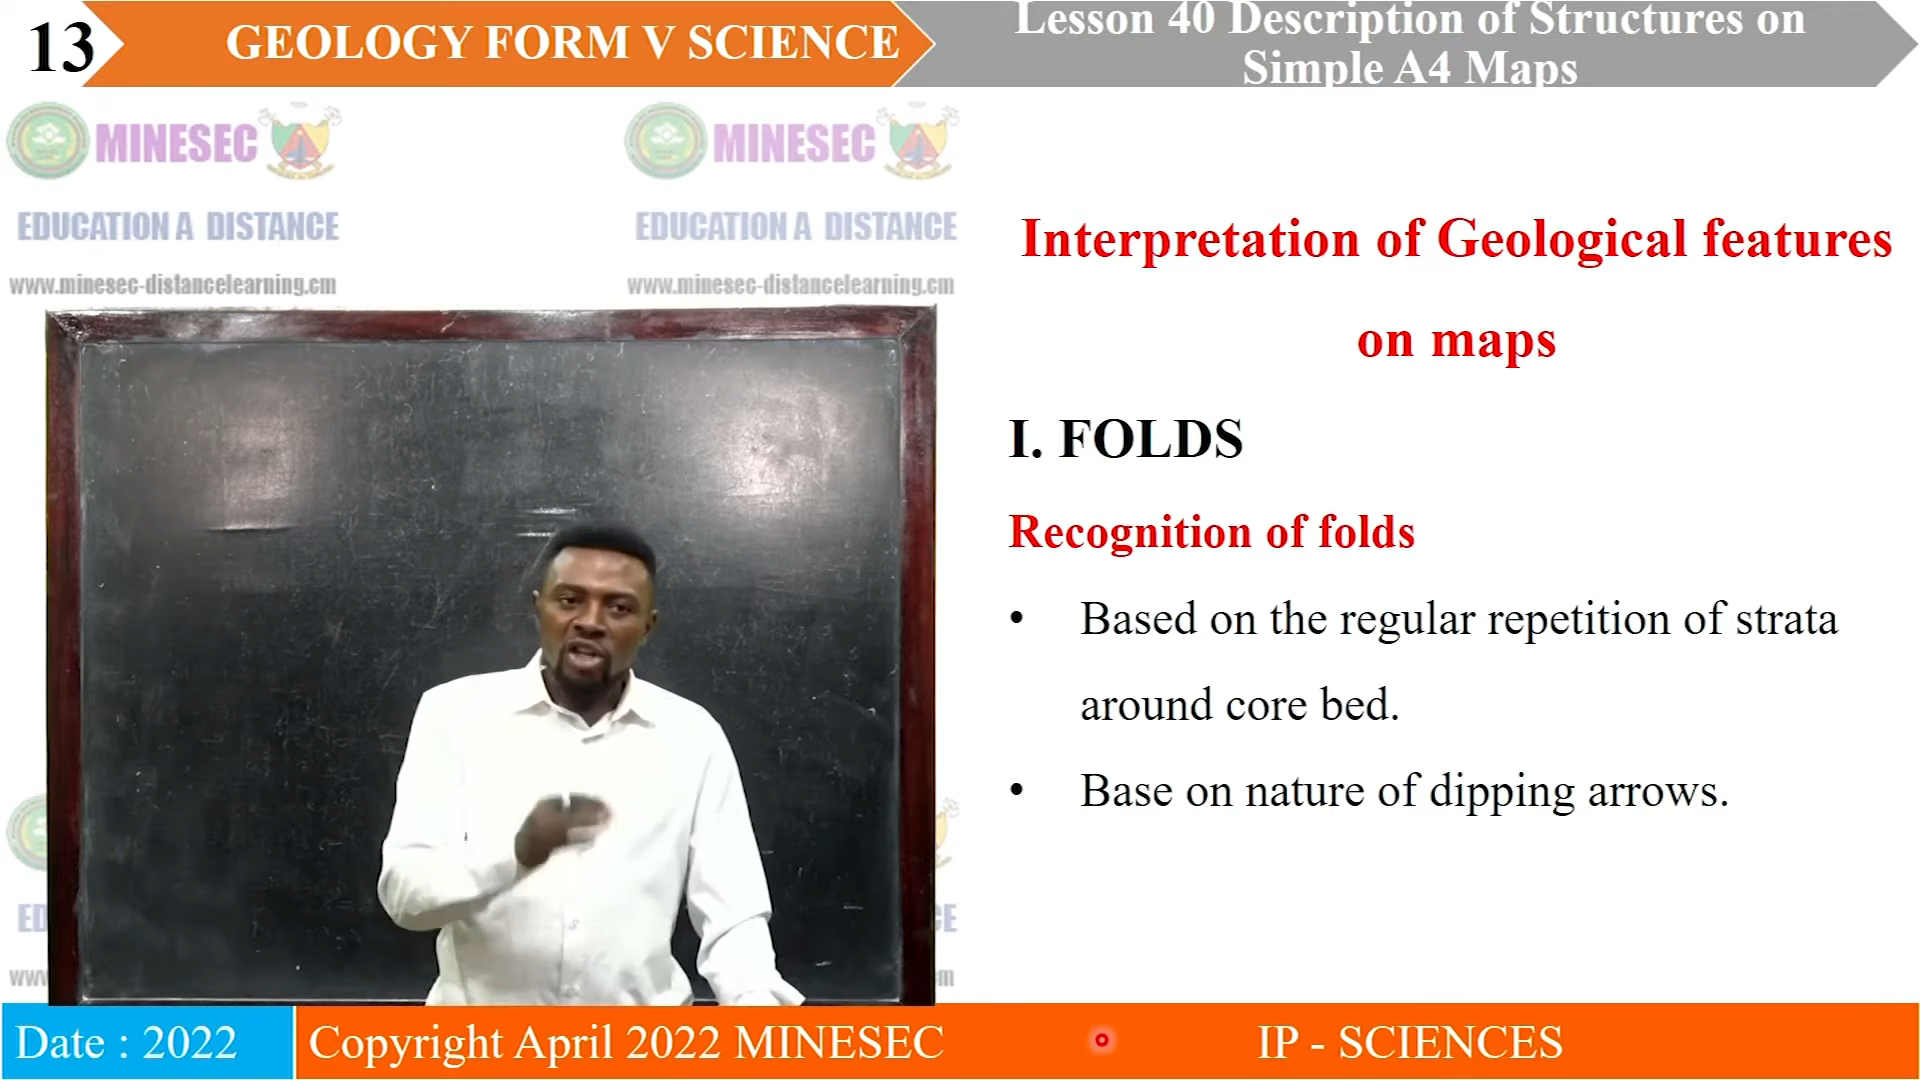 13
GEOLOGY FORM V SCIENCE
Lesson 40 Description of Structures on
Simple A4 Maps
MINESEC
MINESEC
EDUCATION A DISTANCE
EDUCATION A DISTANCE
www.minesec-distancelearning.cm
www.minesec-distancelearning.cm
Interpretation of Geological features
on maps
I. FOLDS
Recognition of folds
• Based on the regular repetition of strata
around core bed.
• Base on nature of dipping arrows.
Date : 2022
Copyright April 2022 MINESEC
IP - SCIENCES